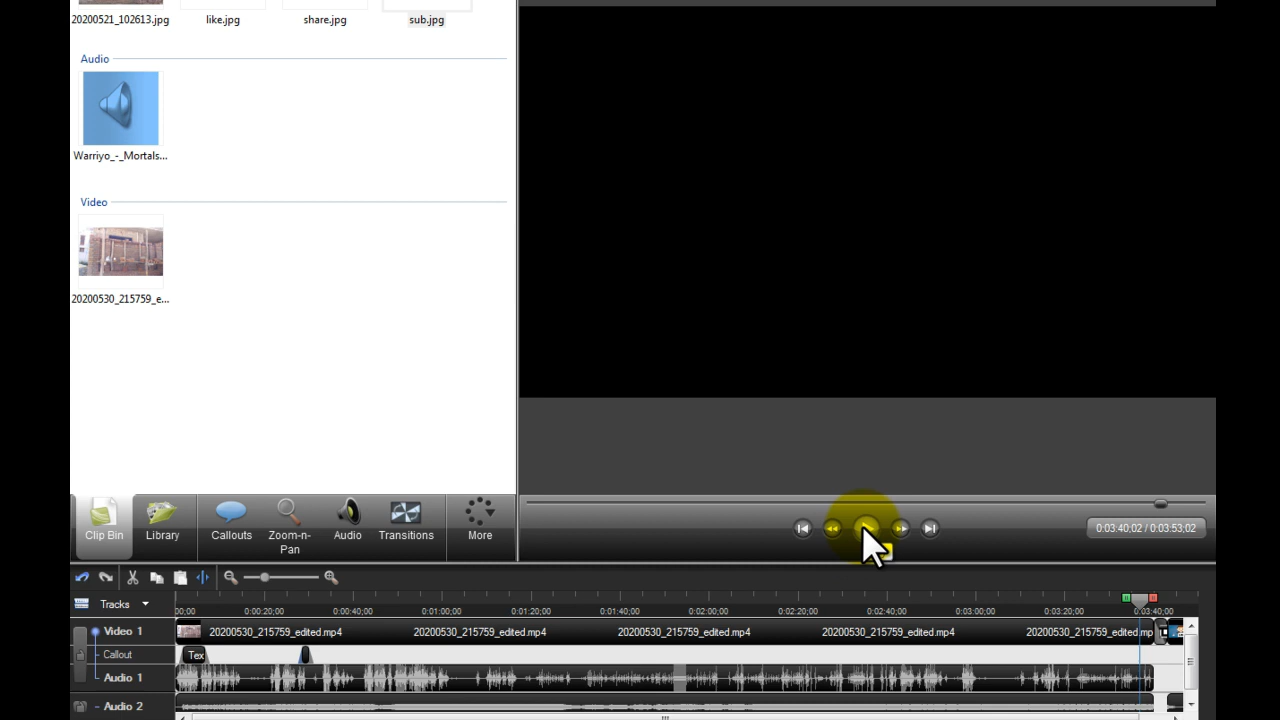 20200521_102613.jpg like.jpg share.jpg sub.jpg
Audio
Warriyo_-_Mortals...
Video
20200530_215759_e...
Clip Bin Library Callouts Zoom-n-Pan Audio Transitions More
0:03:40;02 / 0:03:53;02
Tracks
00;00 0:00:20;00 0:00:40;00 0:01:00;00 0:01:20;00 0:01:40;00 0:02:00;00 0:02:20;00 0:02:40;00 0:03:00;00 0:03:20;00 0:03:40;00
Video 1 20200530_215759_edited.mp4 20200530_215759_edited.mp4 20200530_215759_edited.mp4 20200530_215759_edited.mp4 20200530_215759_edited.mp
Callout Tex
Audio 1
Audio 2